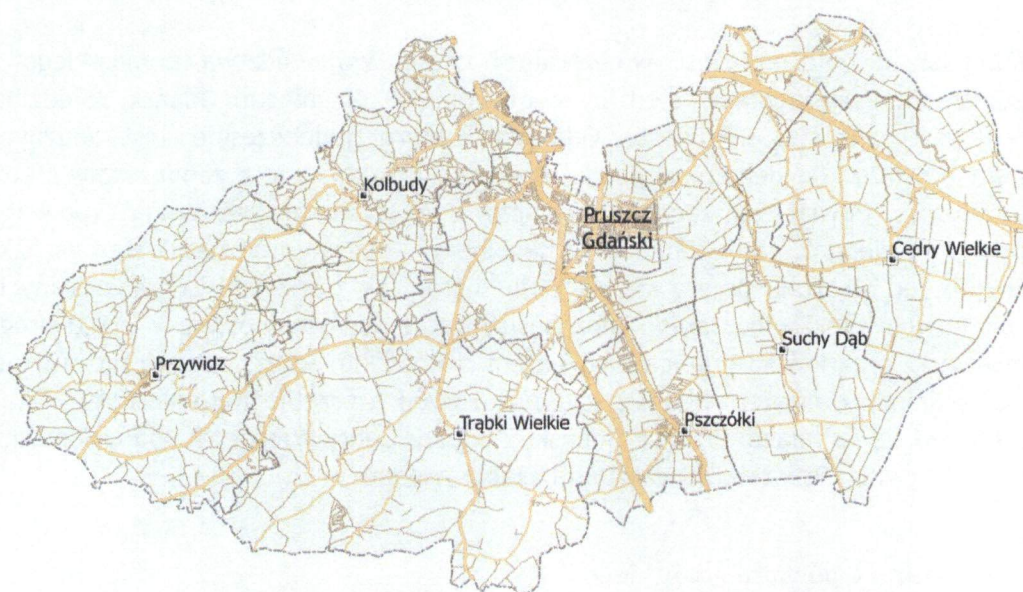 Kolbudy
Pruszcz
Gdański
Cedry Wielkie
Suchy Dąb
Przywidz
Trąbki Wielkie
Pszczółki